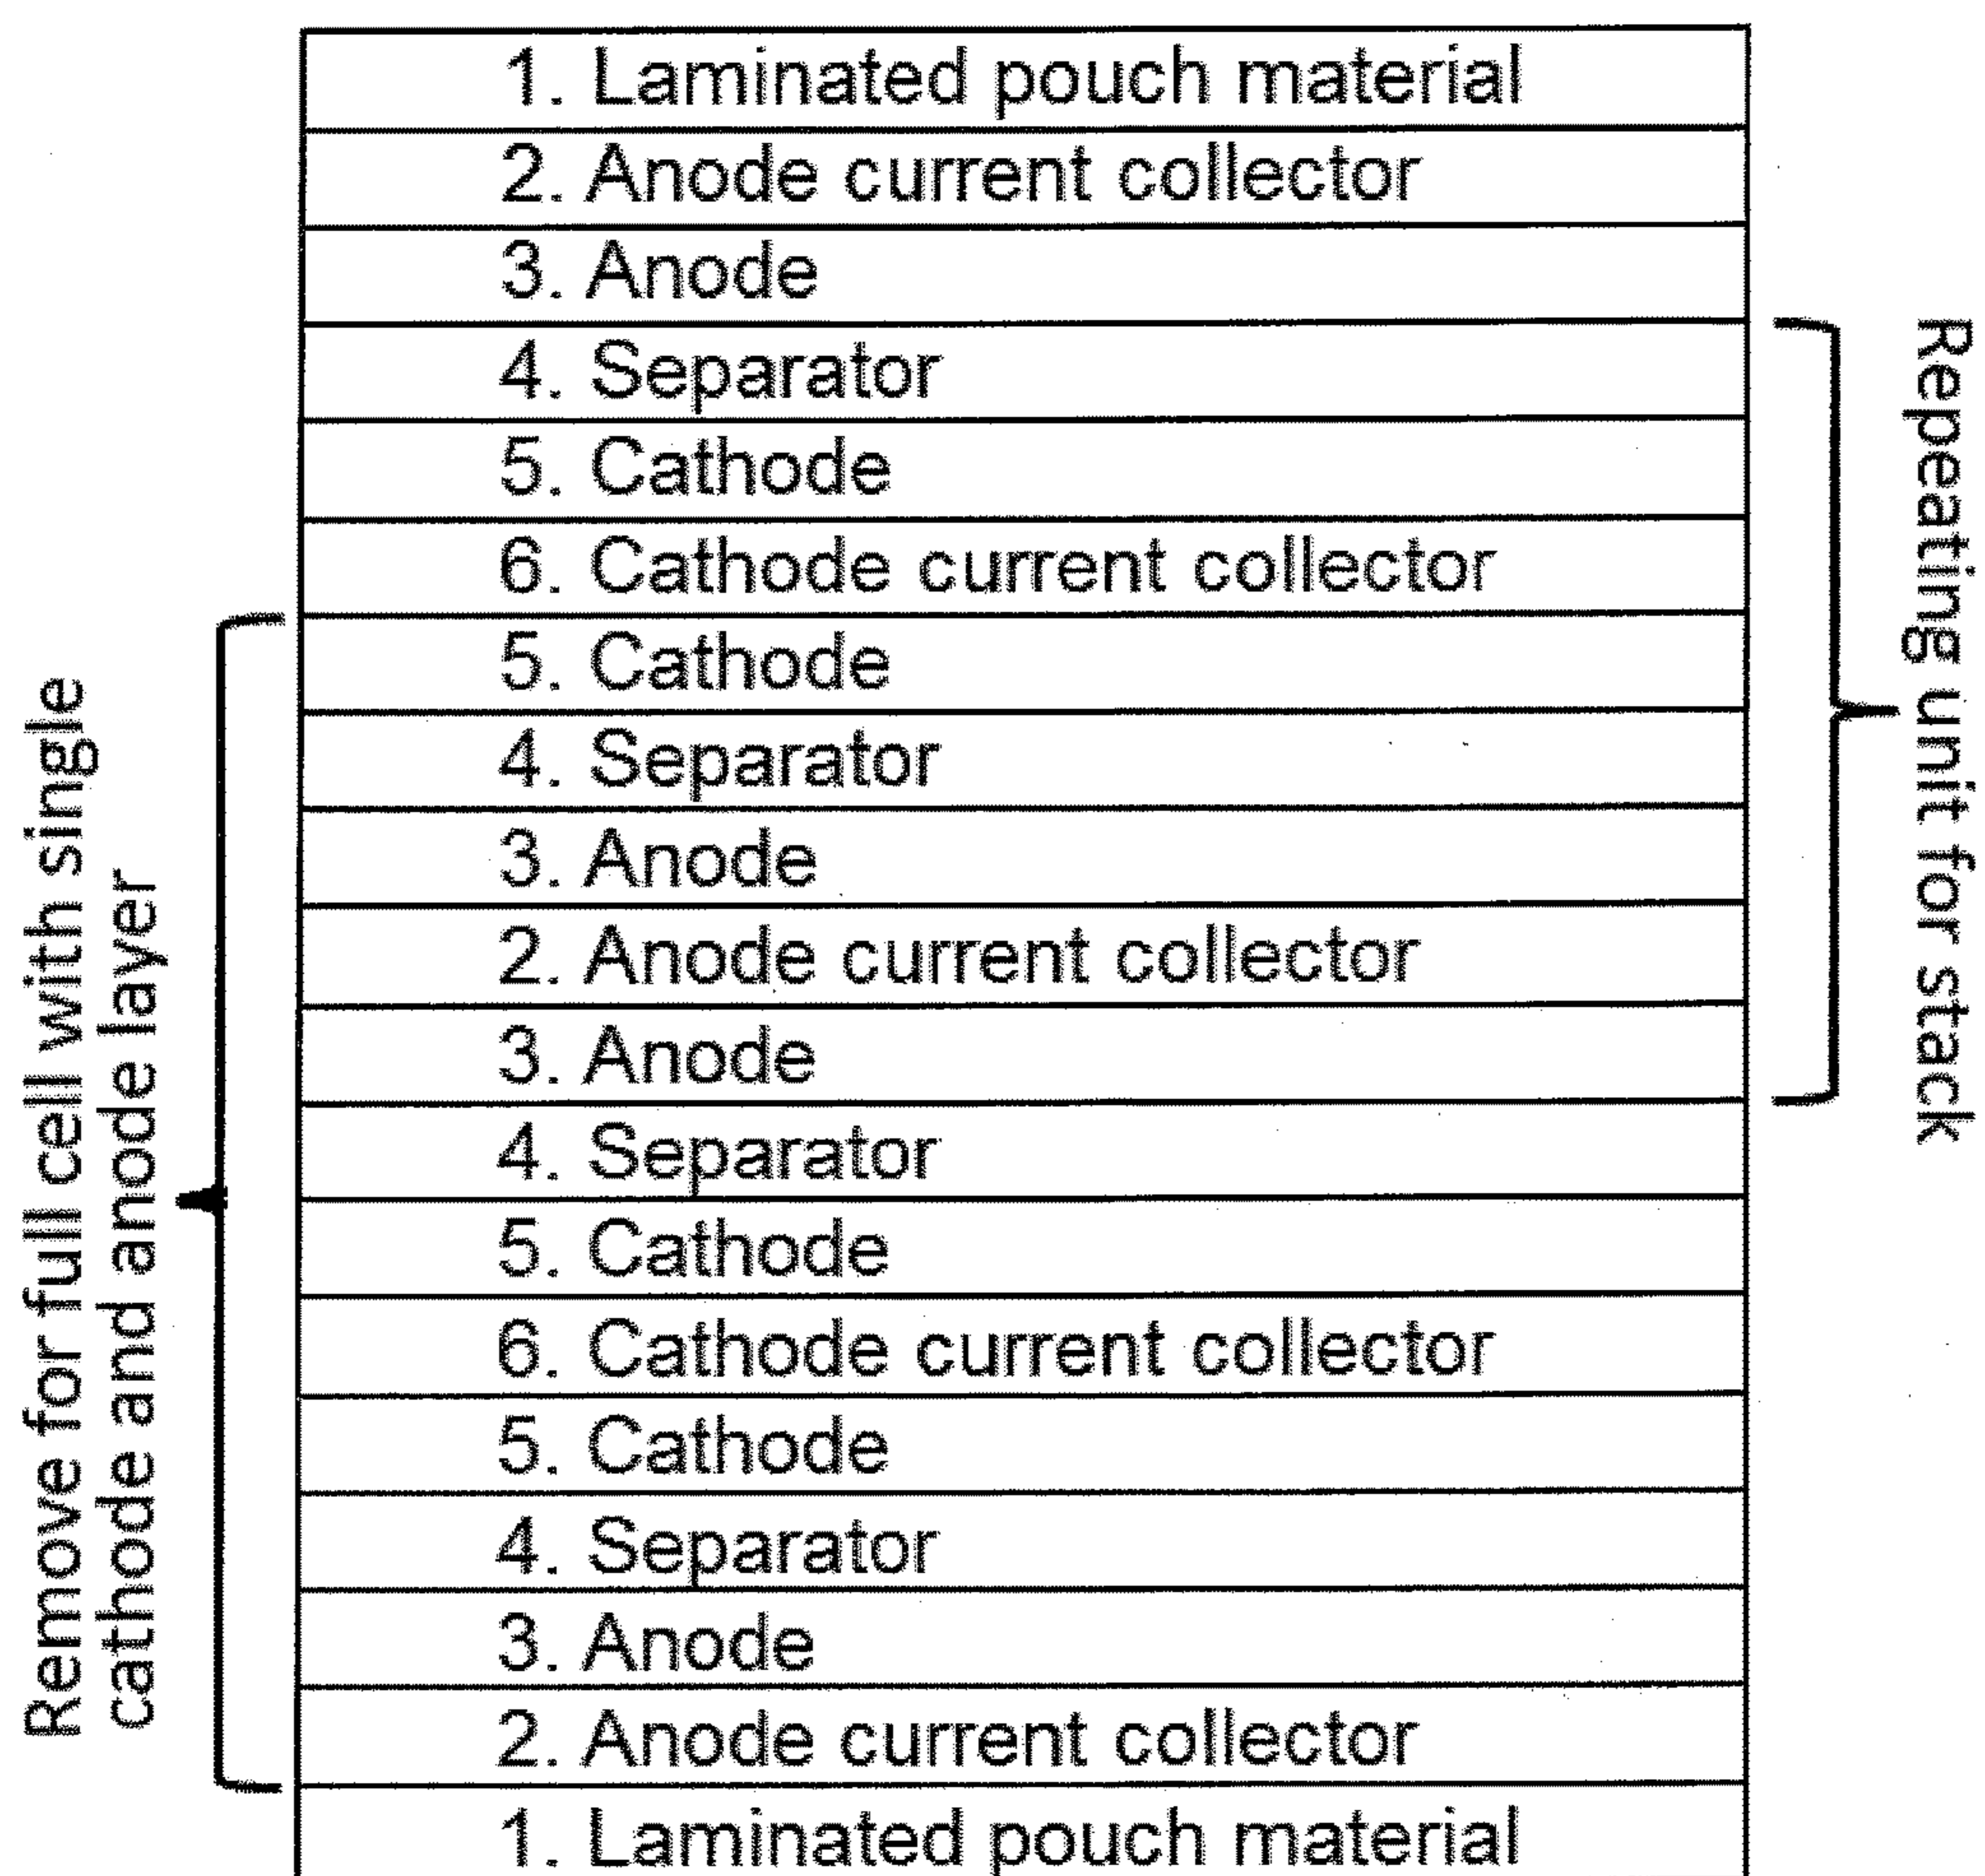 1. Laminated pouch material
2. Anode current collector
3. Anode
4. Separator
5. Cathode
6. Cathode current collector
5. Cathode
4. Separator
3. Anode
2. Anode current collector
3. Anode
4. Separator
5. Cathode
6. Cathode current collector
5. Cathode
4. Separator
3. Anode
2. Anode current collector
1. Laminated pouch material
Remove for full cell with single
cathode and anode layer
Repeating unit for stack